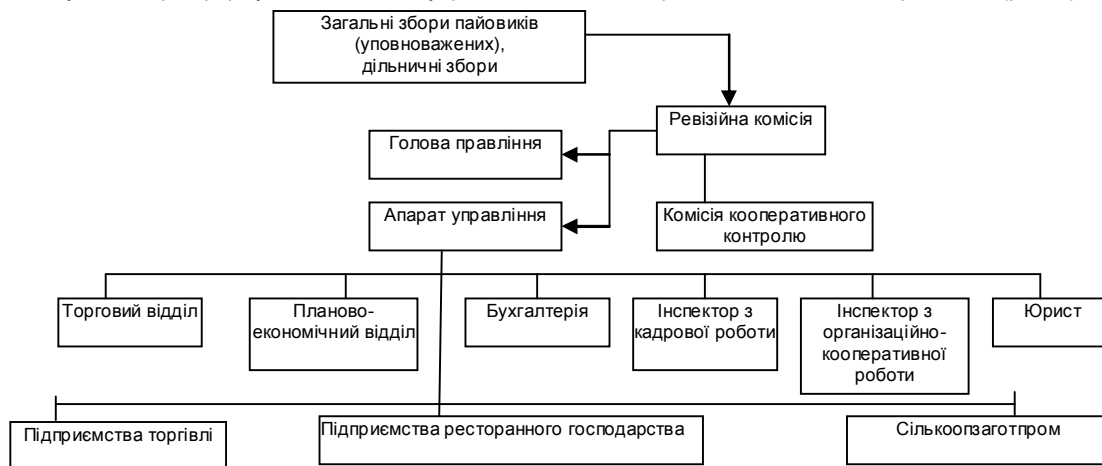 Загальні збори пайовиків
(уповноважених),
дільничні збори
Ревізійна комісія
Голова правління
Апарат управління
Комісія кооперативного
контролю
Торговий відділ
Планово-
економічний відділ
Бухгалтерія
Інспектор з
кадрової роботи
Інспектор з
організаційно-
кооперативної
роботи
Юрист
Підприємства торгівлі
Підприємства ресторанного господарства
Сількоопзаготпром